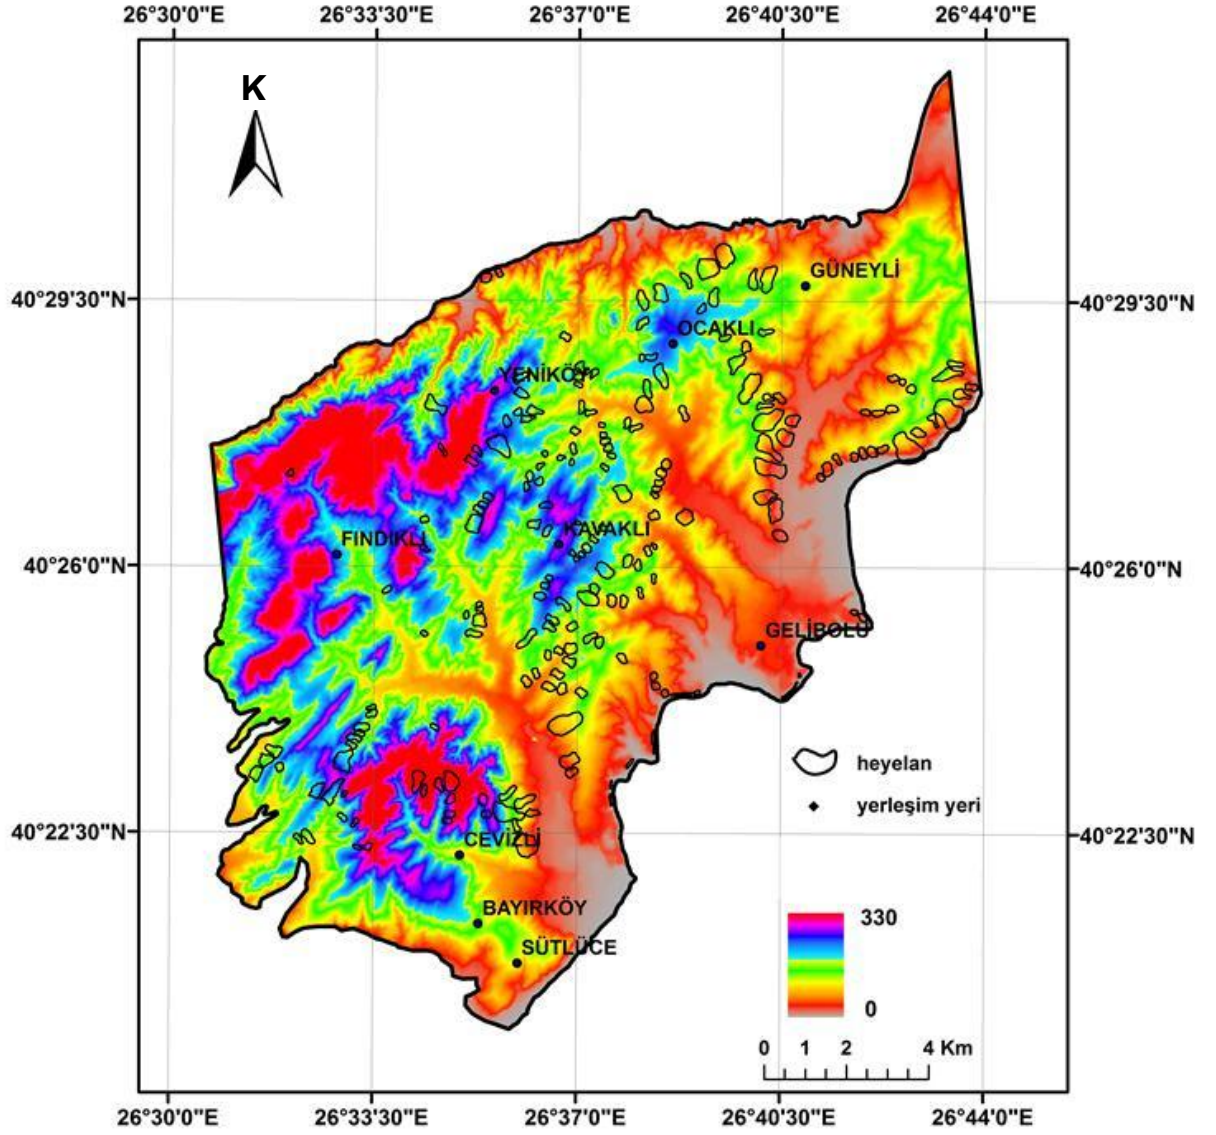 26°30'0"E 26°33'30"E 26°37'0"E 26°40'30"E 26°44'0"E
K
GÜNEYLİ
40°29'30"N 40°29'30"N
OCAKLI
YENİKÖY
KAVAKLI
FINDIKLI
40°26'0"N 40°26'0"N
GELİBOLU
heyelan
yerleşim yeri
40°22'30"N 40°22'30"N
CEVİZLİ
BAYIRKÖY
330
SÜTLÜCE
0
0 1 2 4 Km
26°30'0"E 26°33'30"E 26°37'0"E 26°40'30"E 26°44'0"E